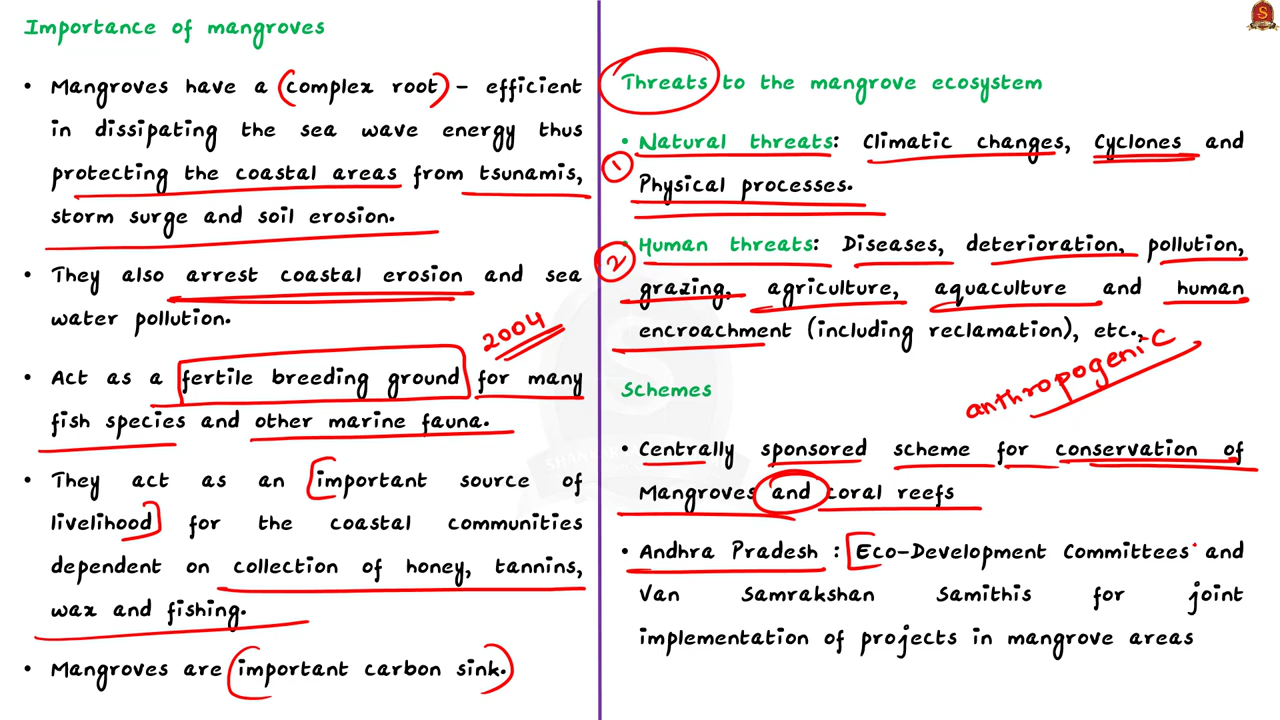 Importance of mangroves
• Mangroves have a (complex root) - efficient
in dissipating the sea wave energy thus
protecting the coastal areas from tsunamis,
storm surge and soil erosion.
• They also arrest coastal erosion and sea
water pollution.
2004
• Act as a fertile breeding ground for many
fish species and other marine fauna.
• They act as an [important source of
livelihood] for the coastal communities
dependent on collection of honey, tannins,
wax and fishing.
• Mangroves are (important carbon sink.)
Threats to the mangrove ecosystem
• Natural threats: Climatic changes, Cyclones and
1
Physical processes.
• Human threats: Diseases, deterioration, pollution,
2
grazing, agriculture, aquaculture and human
encroachment (including reclamation), etc.,
anthropogenic
Schemes
• Centrally sponsored scheme for conservation of
Mangroves and coral reefs
• Andhra Pradesh : [Eco-Development Committees and
Van Samrakshan Samithis for joint
implementation of projects in mangrove areas